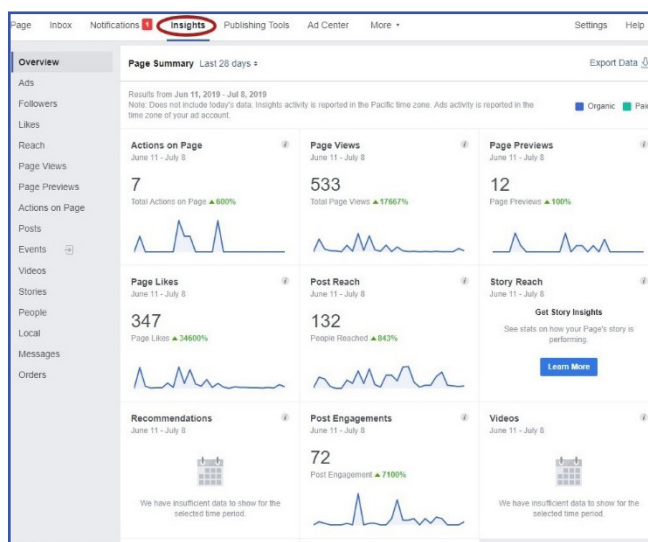 Page Inbox Notifications 1 Insights Publishing Tools Ad Center More Settings Help
Overview
Ads
Followers
Likes
Reach
Page Views
Page Previews
Actions on Page
Posts
Events
Videos
Stories
People
Local
Messages
Orders
Page Summary Last 28 days
Export Data
Results from Jun 11, 2019 - Jul 8, 2019
Note: Does not include today's data. Insights activity is reported in the Pacific time zone. Ads activity is reported in the
time zone of your ad account.
Organic Paid
Actions on Page
June 11 - July 8
7
Total Actions on Page ▲600%
Page Views
June 11 - July 8
533
Total Page Views ▲17667%
Page Previews
June 11 - July 8
12
Page Previews ▲100%
Page Likes
June 11 - July 8
347
Page Likes ▲34600%
Post Reach
June 11 - July 8
132
People Reached ▲843%
Story Reach
June 11 - July 8
Get Story Insights
See stats on how your Page's story is
performing.
Learn More
Recommendations
June 11 - July 8
We have insufficient data to show for the
selected time period.
Post Engagements
June 11 - July 8
72
Post Engagement ▲7100%
Videos
June 11 - July 8
We have insufficient data to show for the
selected time period.